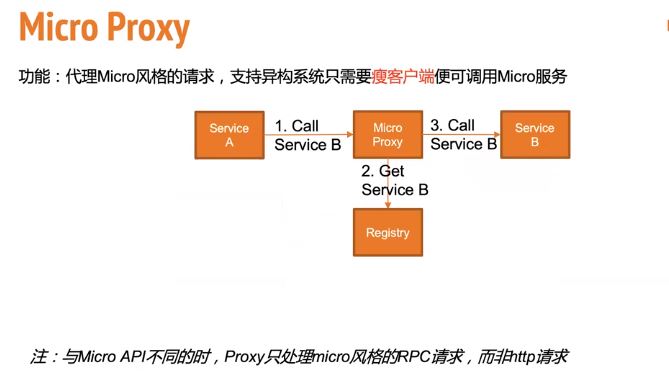 Micro Proxy
功能：代理Micro风格的请求，支持异构系统只需要瘦客户端便可调用Micro服务
Service
A
1. Call
Service B
Micro
Proxy
3. Call
Service B
Service
B
2. Get
Service B
Registry
注：与Micro API不同的时，Proxy只处理micro风格的RPC请求，而非http请求